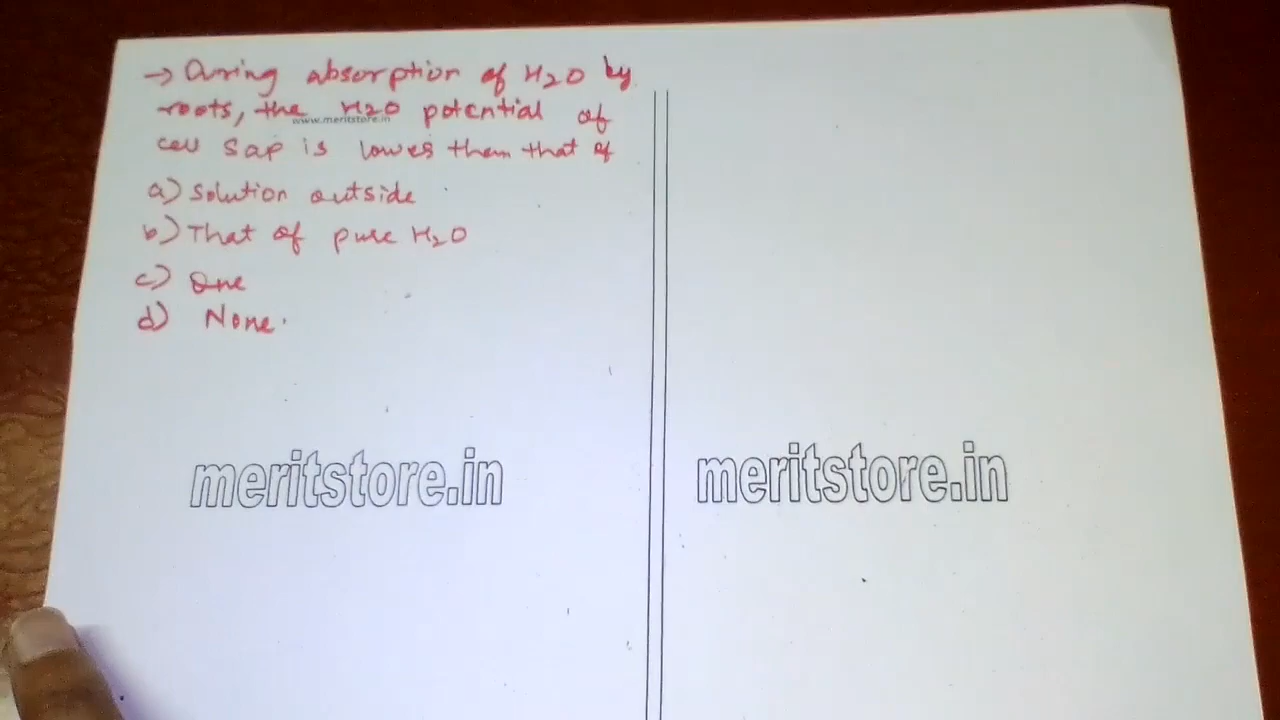 → During absorption of H2O by
roots, the H2O potential of
www.meritstore.in
cell sap is lower them that of
a) Solution outside
b) That of pure H2O
c) One
d) None.
meritstore.in
meritstore.in